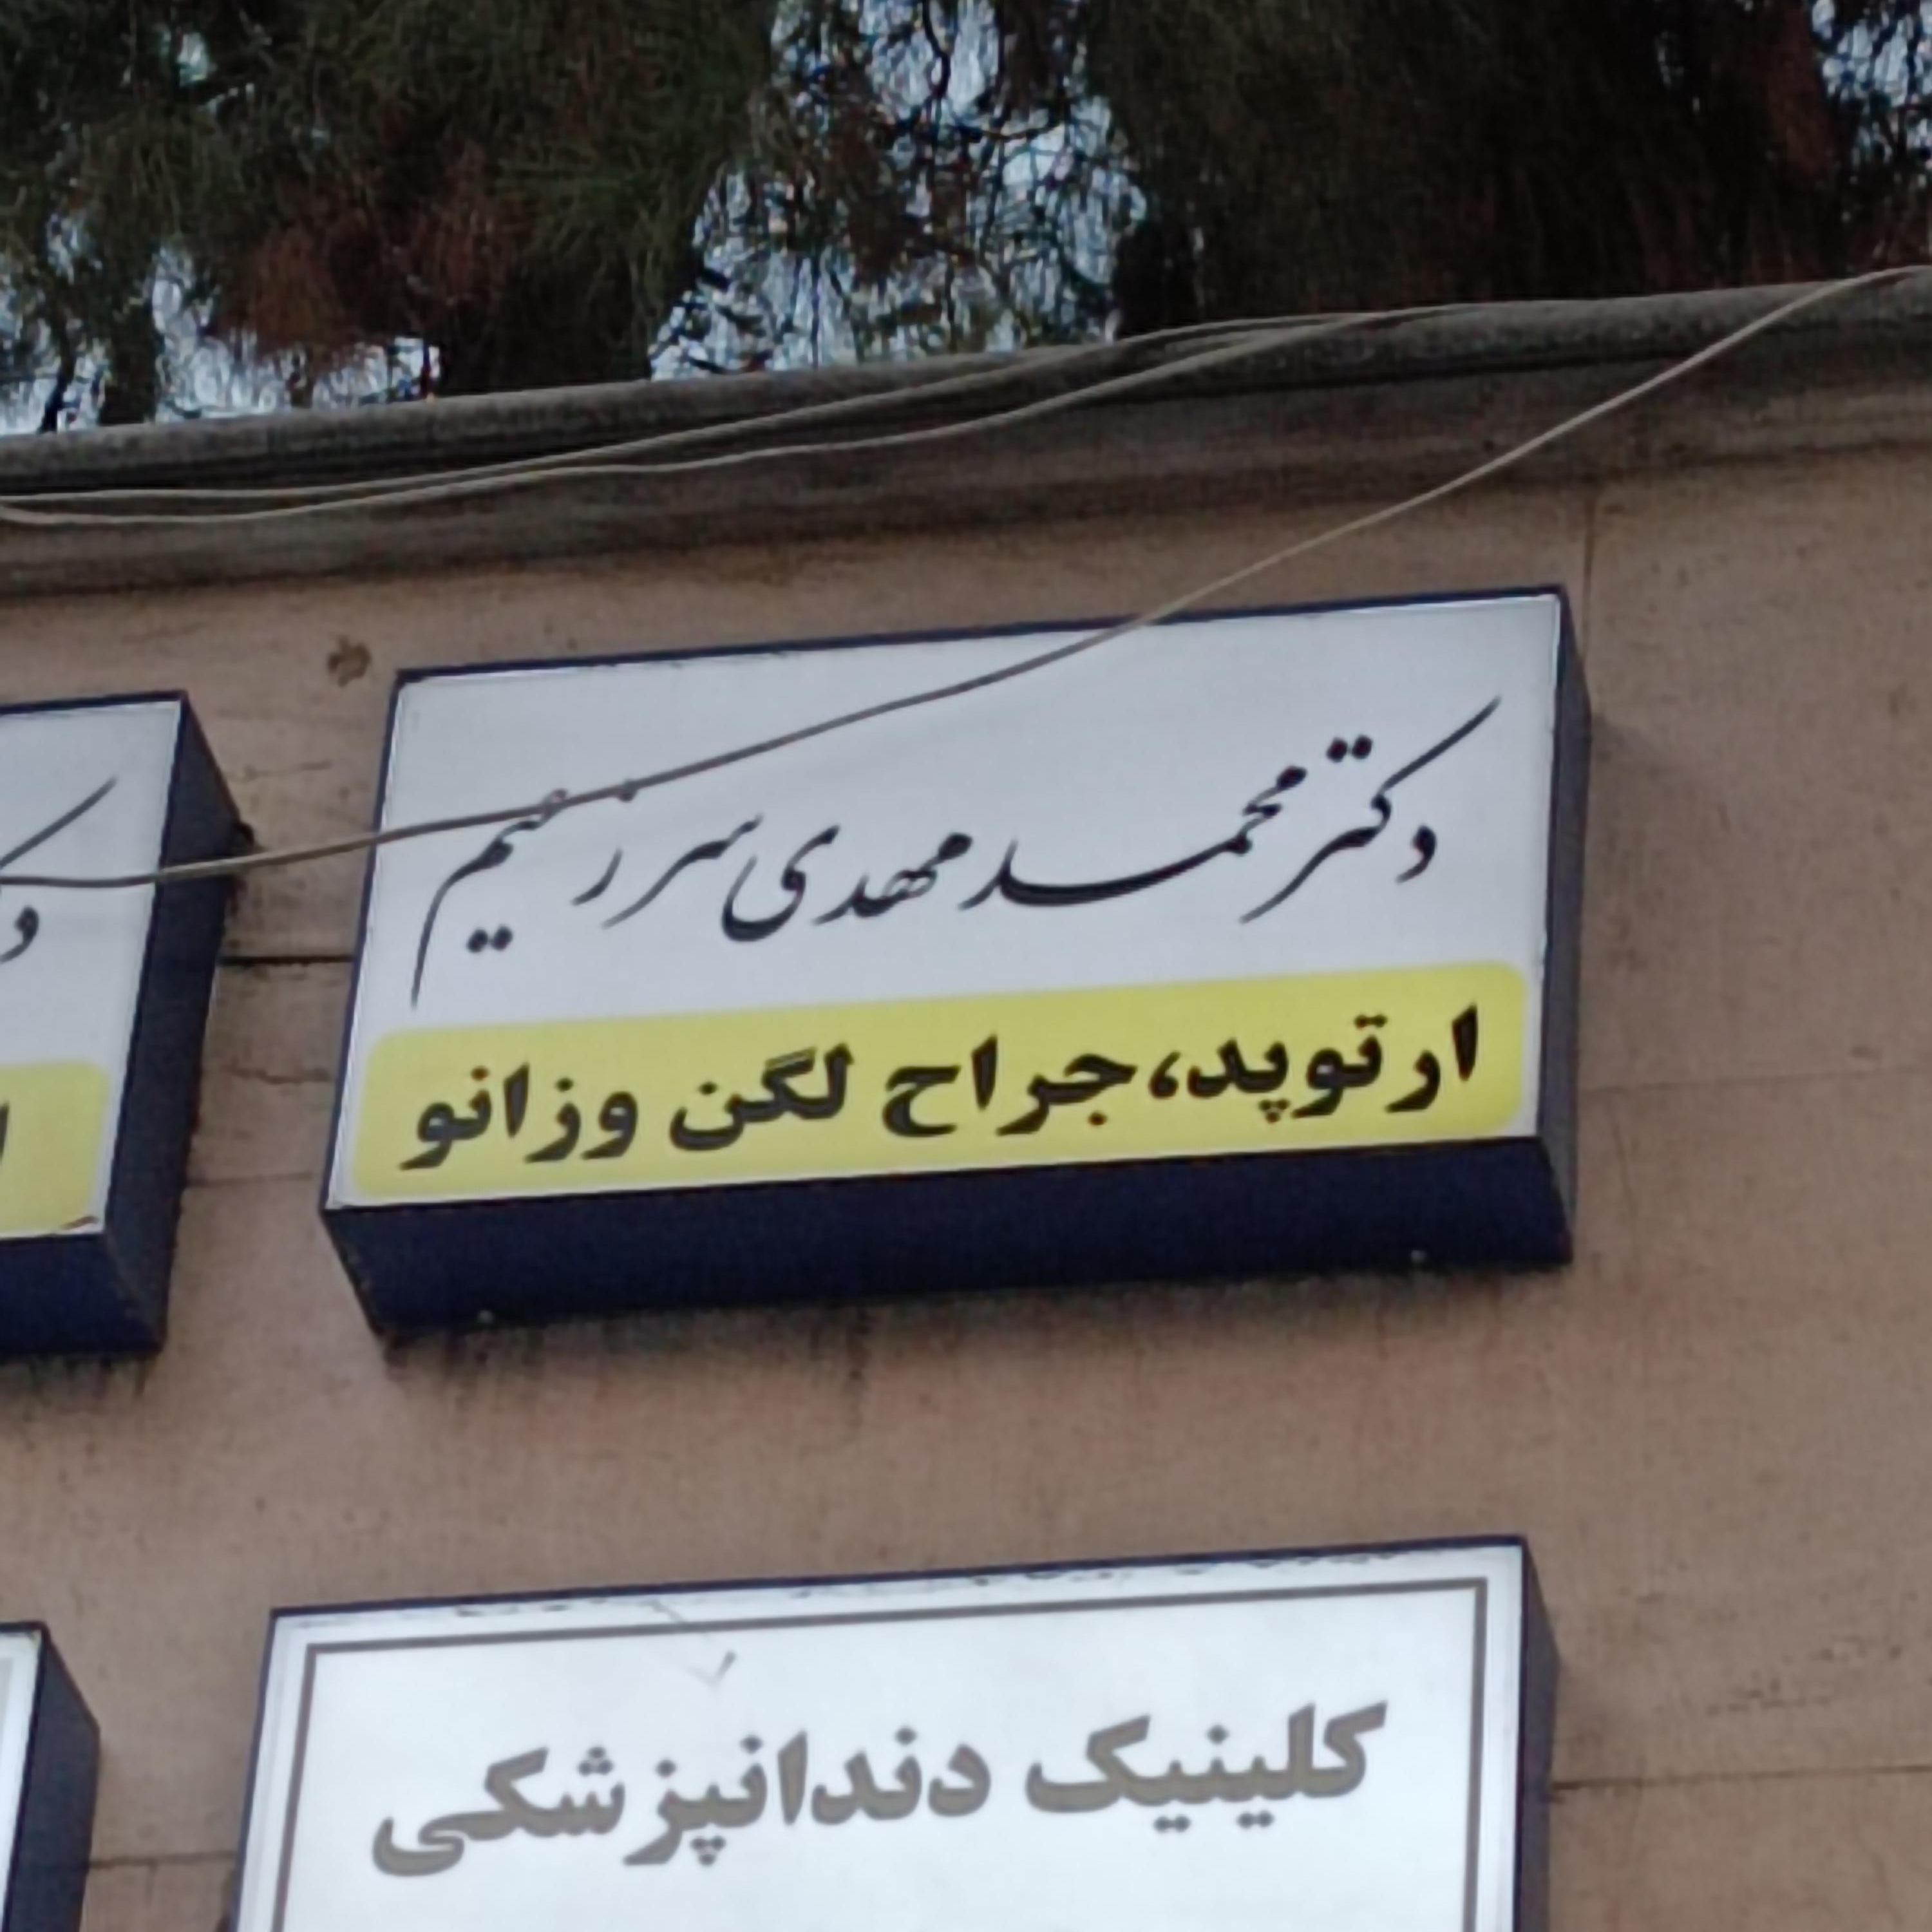 دکتر محمد مهدی سرزعیم
ارتوپد، جراح لگن وزانو
کلینیک دندانپزشکی